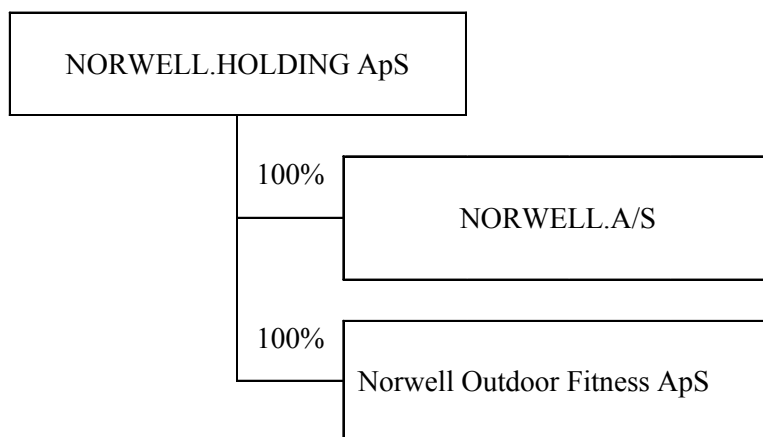 NORWELL.HOLDING ApS
100%
NORWELL.A/S
100%
Norwell Outdoor Fitness ApS